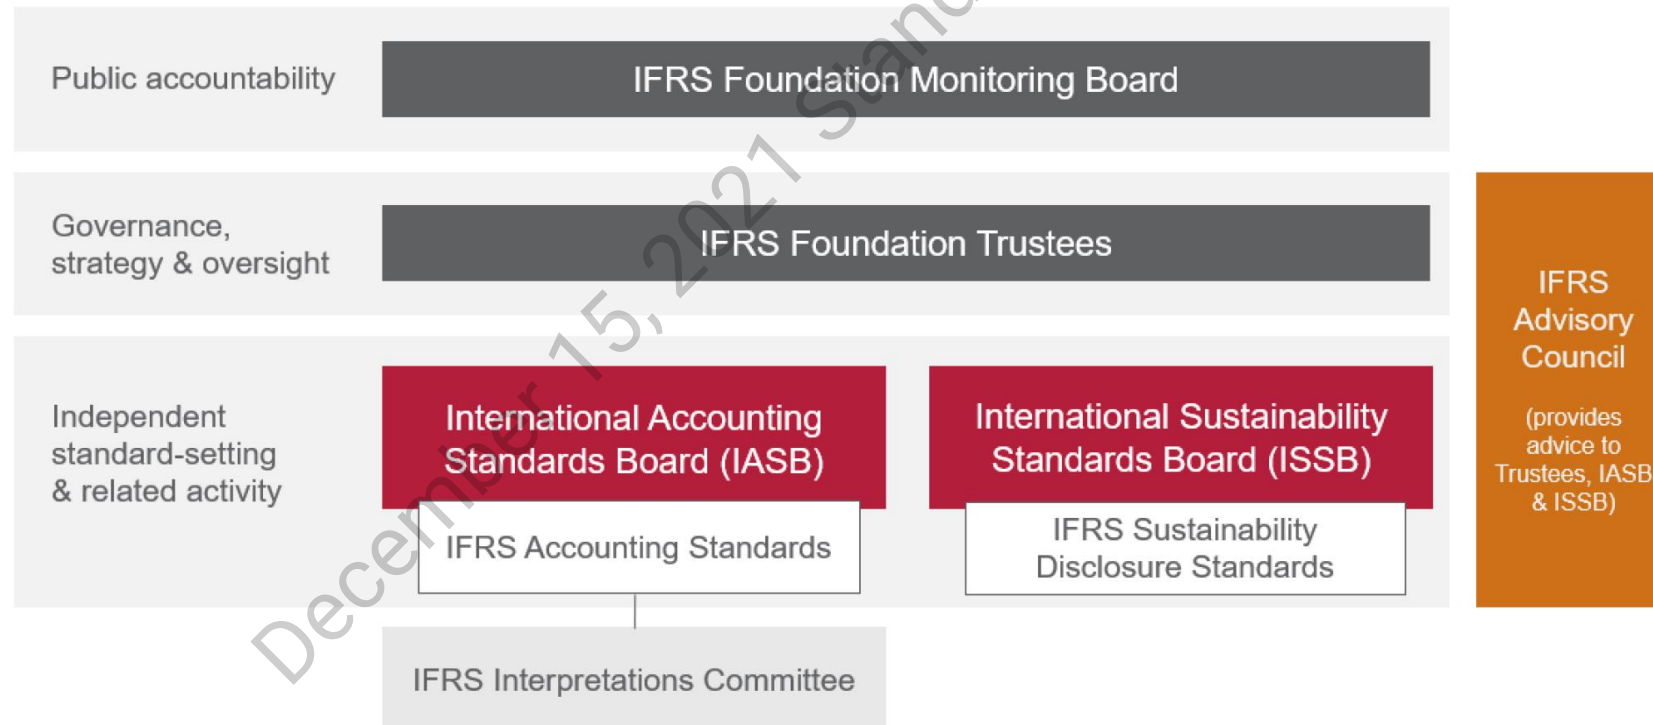 Public accountability
IFRS Foundation Monitoring Board
Governance,
strategy & oversight
IFRS Foundation Trustees
Independent
standard-setting
& related activity
International Accounting
Standards Board (IASB)
IFRS Accounting Standards
International Sustainability
Standards Board (ISSB)
IFRS Sustainability
Disclosure Standards
IFRS Interpretations Committee
IFRS
Advisory
Council
(provides
advice to
Trustees, IASB
& ISSB)
December 15, 2021